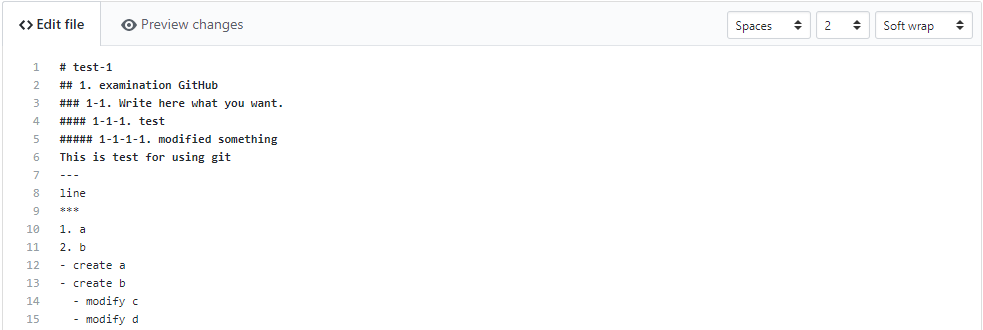 <> Edit file Preview changes Spaces 2 Soft wrap
1 # test-1
2 ## 1. examination GitHub
3 ### 1-1. Write here what you want.
4 #### 1-1-1. test
5 ##### 1-1-1-1. modified something
6 This is test for using git
7 ---
8 line
9 ***
10 1. a
11 2. b
12 - create a
13 - create b
14   - modify c
15   - modify d